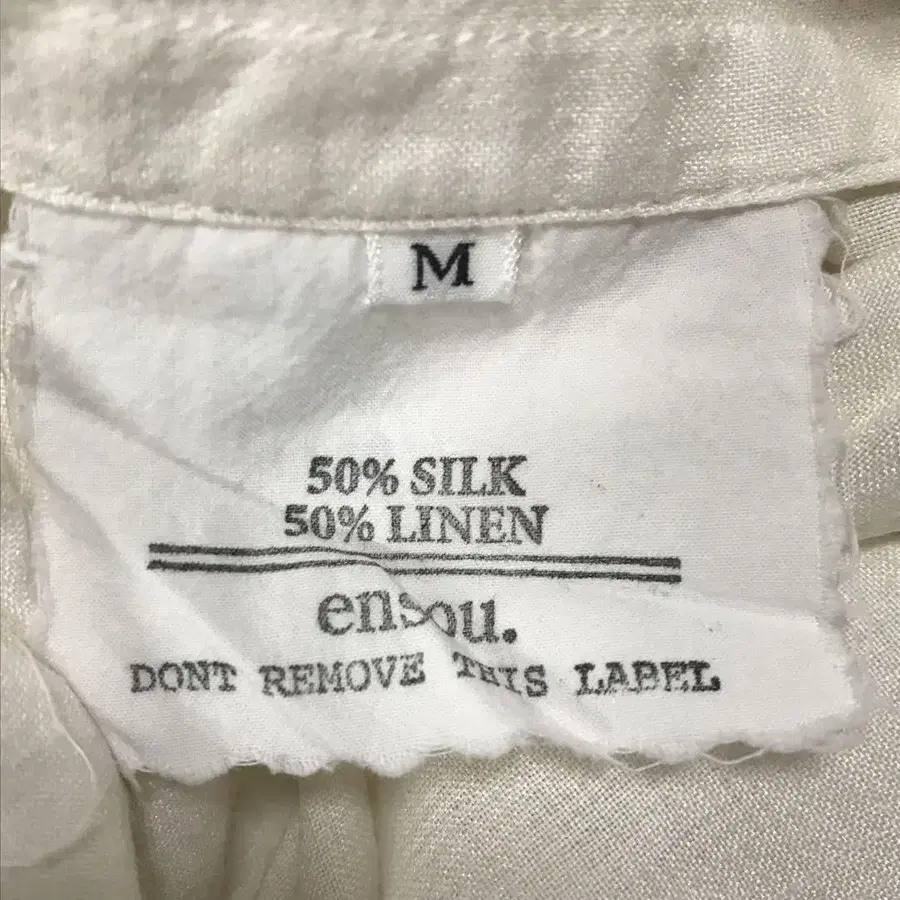 M
50% SILK
50% LINEN
ensou.
DONT REMOVE THIS LABEL